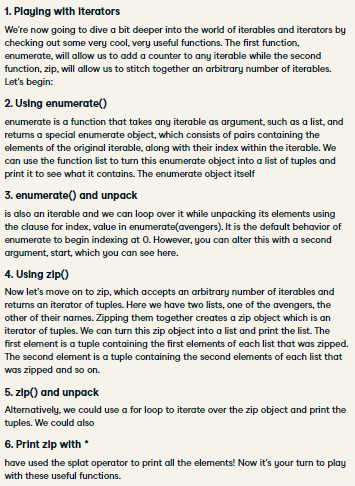 1. Playing with iterators
We're now going to dive a bit deeper into the world of iterables and iterators by
checking out some very cool, very useful functions. The first function,
enumerate, will allow us to add a counter to any iterable while the second
function, zip, will allow us to stitch together an arbitrary number of iterables.
Let's begin:
2. Using enumerate()
enumerate is a function that takes any iterable as argument, such as a list, and
returns a special enumerate object, which consists of pairs containing the
elements of the original iterable, along with their index within the iterable. We
can use the function list to turn this enumerate object into a list of tuples and
print it to see what it contains. The enumerate object itself
3. enumerate() and unpack
is also an iterable and we can loop over it while unpacking its elements using
the clause for index, value in enumerate(avengers). It is the default behavior of
enumerate to begin indexing at 0. However, you can alter this with a second
argument, start, which you can see here.
4. Using zip()
Now let's move on to zip, which accepts an arbitrary number of iterables and
returns an iterator of tuples. Here we have two lists, one of the avengers, the
other of their names. Zipping them together creates a zip object which is an
iterator of tuples. We can turn this zip object into a list and print the list. The
first element is a tuple containing the first elements of each list that was zipped.
The second element is a tuple containing the second elements of each list that
was zipped and so on.
5. zip() and unpack
Alternatively, we could use a for loop to iterate over the zip object and print the
tuples. We could also
6. Print zip with *
have used the splat operator to print all the elements! Now it's your turn to play
with these useful functions.